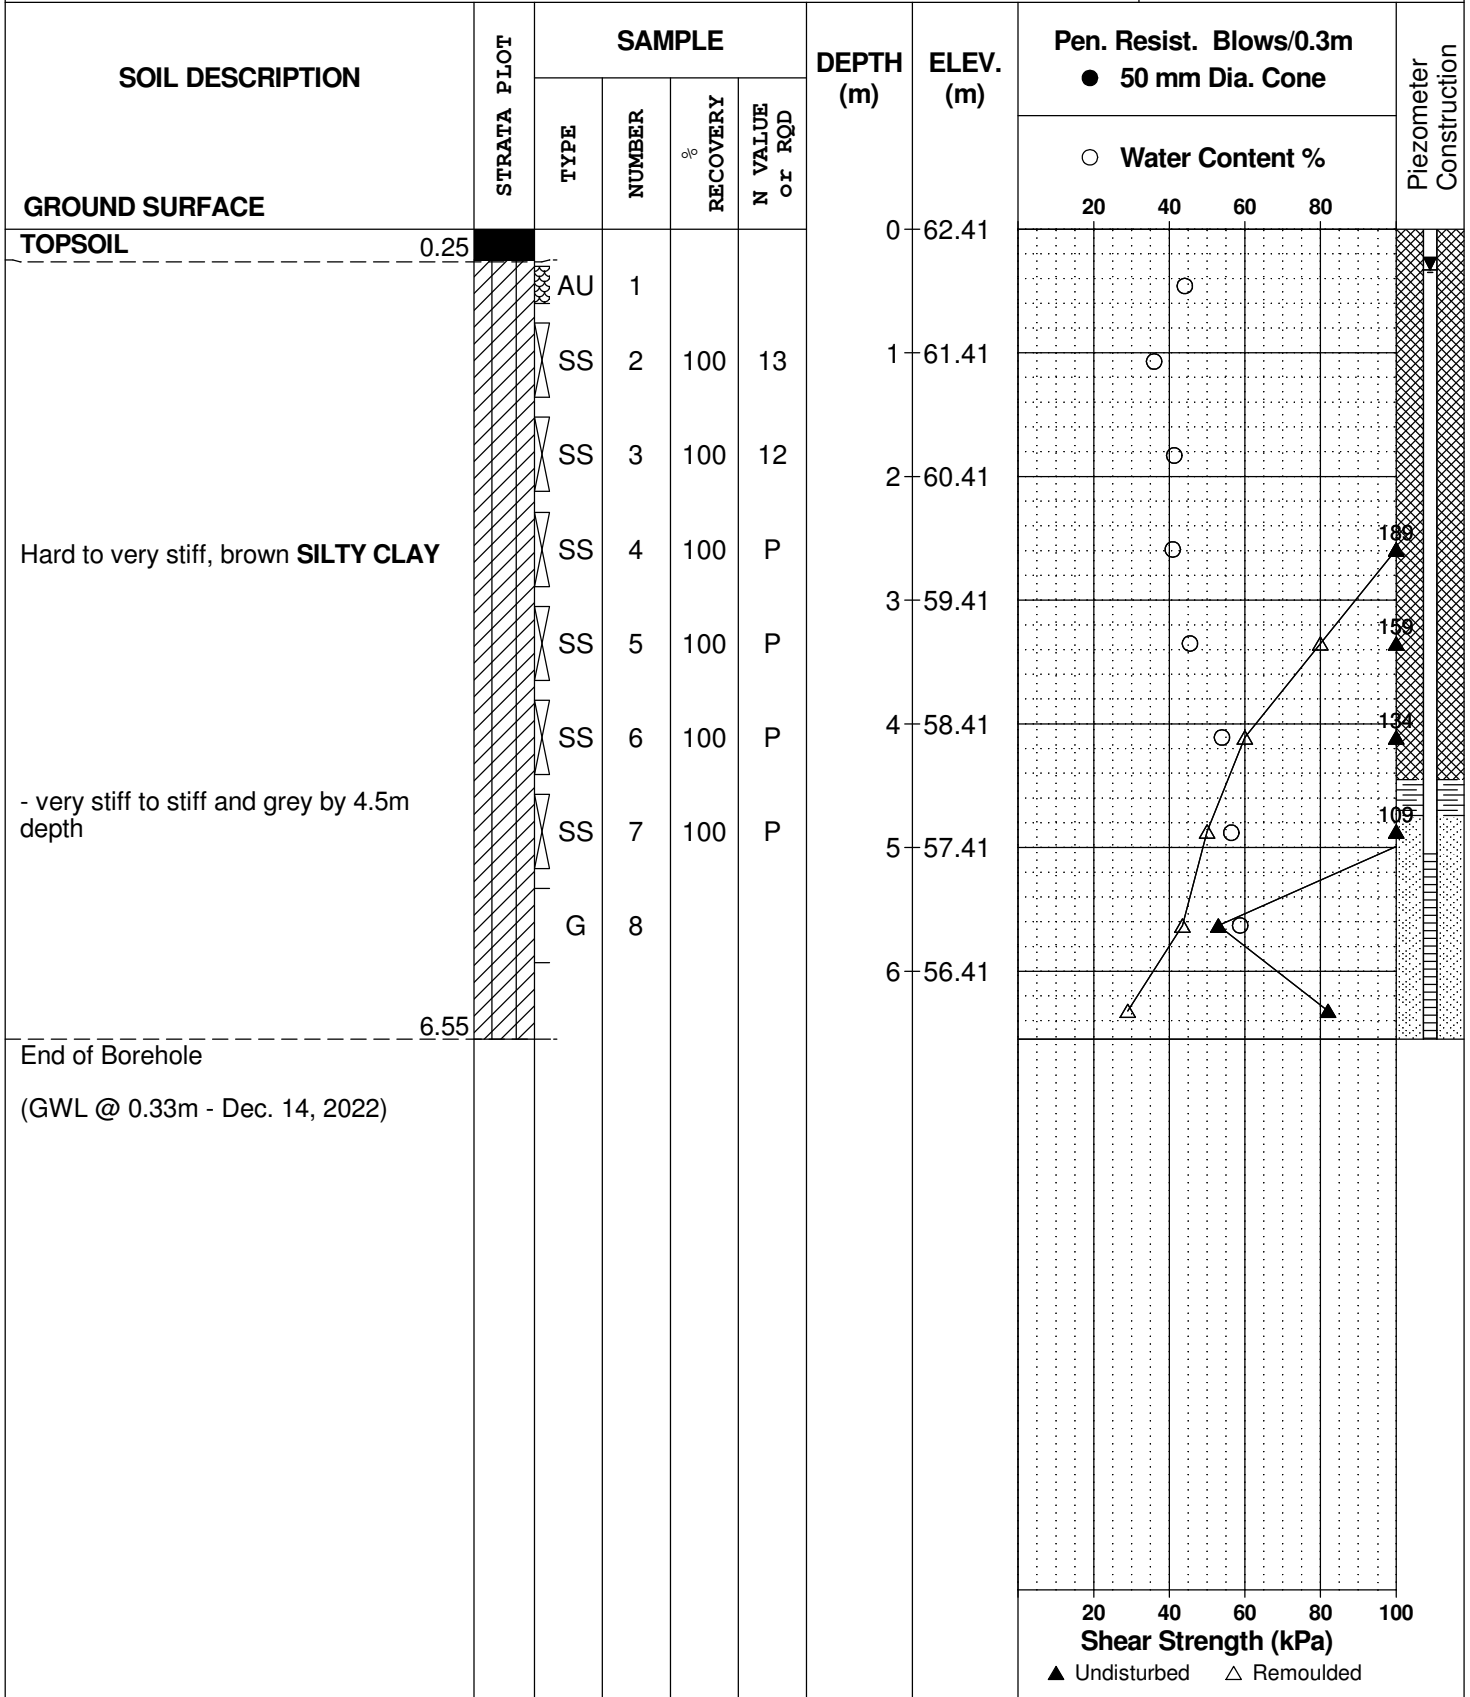 SOIL DESCRIPTION
GROUND SURFACE
STRATA PLOT
SAMPLE
TYPE
NUMBER
%
RECOVERY
N VALUE
or RQD
DEPTH
(m)
ELEV.
(m)
Pen. Resist. Blows/0.3m
● 50 mm Dia. Cone
○ Water Content %
20 40 60 80
Piezometer
Construction
0 62.41
TOPSOIL 0.25
AU 1
SS 2 100 13
1 61.41
SS 3 100 12
2 60.41
Hard to very stiff, brown SILTY CLAY
SS 4 100 P
189
3 59.41
SS 5 100 P
159
4 58.41
SS 6 100 P
134
- very stiff to stiff and grey by 4.5m
depth
SS 7 100 P
109
5 57.41
G 8
6 56.41
6.55
End of Borehole
(GWL @ 0.33m - Dec. 14, 2022)
20 40 60 80 100
Shear Strength (kPa)
▲ Undisturbed △ Remoulded